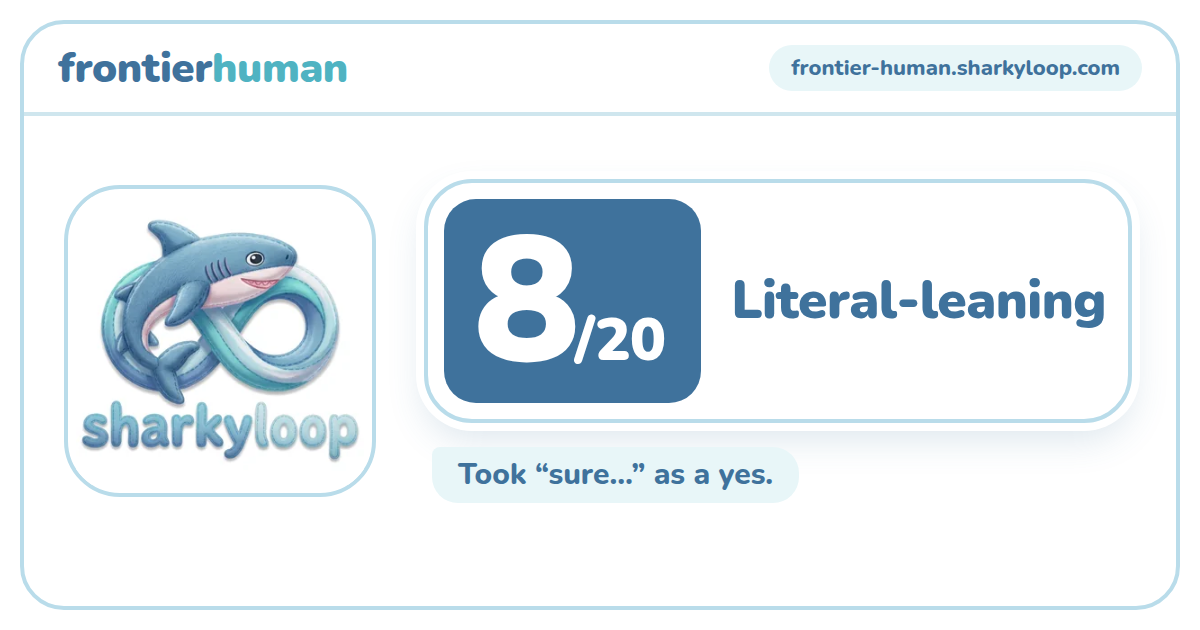 frontierhuman
frontier-human.sharkyloop.com
sharkyloop
8/20
Literal-leaning
Took “sure...” as a yes.